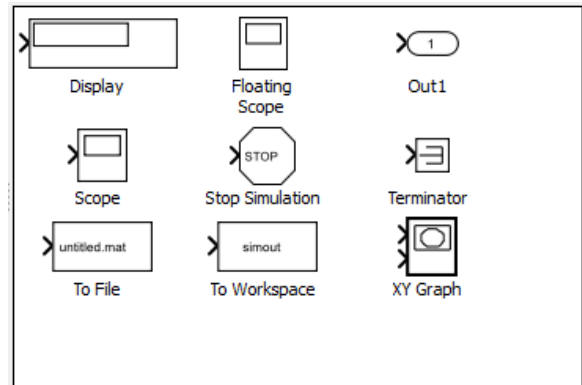 1
Display
Floating
Scope
Out1
STOP
Scope
Stop Simulation
Terminator
untitled.mat
simout
To File
To Workspace
XY Graph